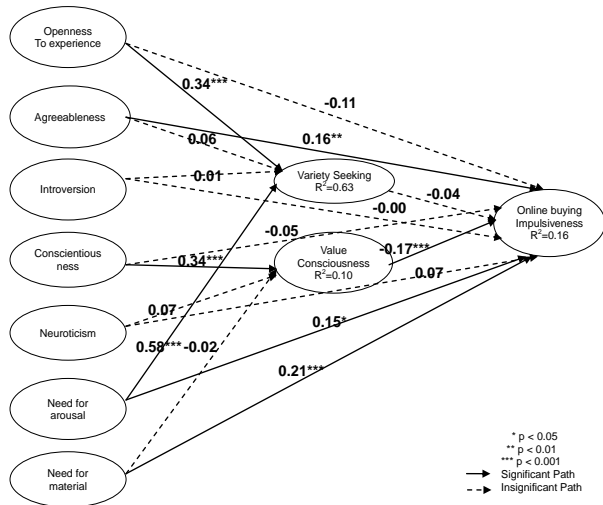 Openness
To experience
0.34***
-0.11
Agreeableness
0.16**
0.06
Introversion
0.01
Variety Seeking
R²=0.63
-0.04
-0.00
Online buying
Impulsiveness
R²=0.16
Conscientious
ness
-0.05
0.34***
Value
Consciousness
R²=0.10
-0.17***
0.07
Neuroticism
0.07
0.58***
-0.02
0.15*
0.21***
Need for
arousal
Need for
material
* p < 0.05
** p < 0.01
*** p < 0.001
Significant Path
Insignificant Path